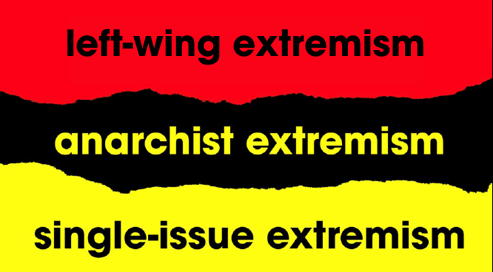 left-wing extremism
anarchist extremism
single-issue extremism